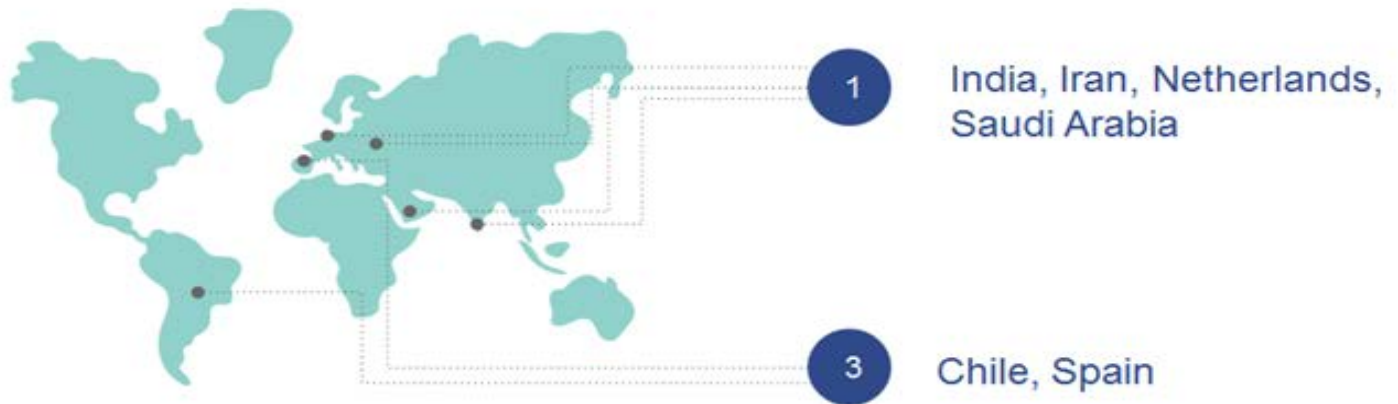 1
India, Iran, Netherlands,
Saudi Arabia
3
Chile, Spain